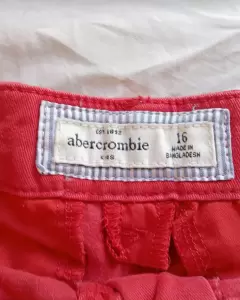 EST 1892
abercrombie
kids
16
MADE IN
BANGLADESH